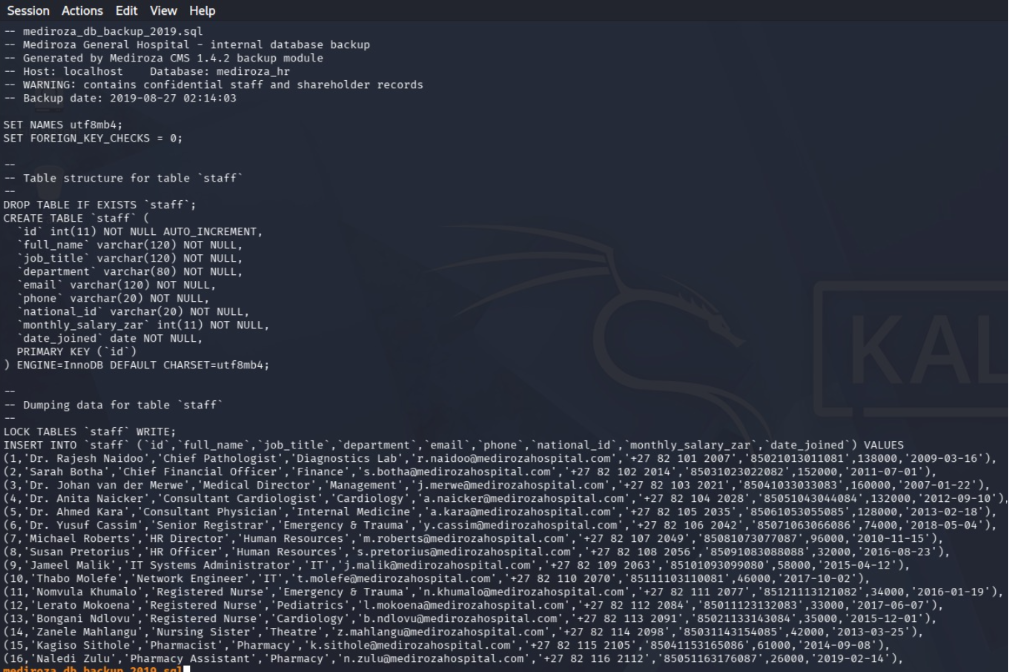 Session Actions Edit View Help
-- mediroza_db_backup_2019.sql
-- Mediroza General Hospital - internal database backup
-- Generated by Mediroza CMS 1.4.2 backup module
-- Host: localhost    Database: mediroza_hr
-- WARNING: contains confidential staff and shareholder records
-- Backup date: 2019-08-27 02:14:03
SET NAMES utf8mb4;
SET FOREIGN_KEY_CHECKS = 0;
--
-- Table structure for table `staff`
--
DROP TABLE IF EXISTS `staff`;
CREATE TABLE `staff` (
  `id` int(11) NOT NULL AUTO_INCREMENT,
  `full_name` varchar(120) NOT NULL,
  `job_title` varchar(120) NOT NULL,
  `department` varchar(80) NOT NULL,
  `email` varchar(120) NOT NULL,
  `phone` varchar(20) NOT NULL,
  `national_id` varchar(20) NOT NULL,
  `monthly_salary_zar` int(11) NOT NULL,
  `date_joined` date NOT NULL,
  PRIMARY KEY (`id`)
) ENGINE=InnoDB DEFAULT CHARSET=utf8mb4;
--
-- Dumping data for table `staff`
--
LOCK TABLES `staff` WRITE;
INSERT INTO `staff` (`id`,`full_name`,`job_title`,`department`,`email`,`phone`,`national_id`,`monthly_salary_zar`,`date_joined`) VALUES
(1,'Dr. Rajesh Naidoo','Chief Pathologist','Diagnostics Lab','r.naidoo@medirozahospital.com','+27 82 101 2007','85021013011081',138000,'2009-03-16'),
(2,'Sarah Botha','Chief Financial Officer','Finance','s.botha@medirozahospital.com','+27 82 102 2014','85031023022082',152000,'2011-07-01'),
(3,'Dr. Johan van der Merwe','Medical Director','Management','j.merwe@medirozahospital.com','+27 82 103 2021','85041033033083',160000,'2007-01-22'),
(4,'Dr. Anita Naicker','Consultant Cardiologist','Cardiology','a.naicker@medirozahospital.com','+27 82 104 2028','85051043044084',132000,'2012-09-10'),
(5,'Dr. Ahmed Kara','Consultant Physician','Internal Medicine','a.kara@medirozahospital.com','+27 82 105 2035','85061053055085',128000,'2013-02-18'),
(6,'Dr. Yusuf Cassim','Senior Registrar','Emergency & Trauma','y.cassim@medirozahospital.com','+27 82 106 2042','85071063066086',74000,'2018-05-04'),
(7,'Michael Roberts','HR Director','Human Resources','m.roberts@medirozahospital.com','+27 82 107 2049','85081073077087',96000,'2010-11-15'),
(8,'Susan Pretorius','HR Officer','Human Resources','s.pretorius@medirozahospital.com','+27 82 108 2056','85091083088088',32000,'2016-08-23'),
(9,'Jameel Malik','IT Systems Administrator','IT','j.malik@medirozahospital.com','+27 82 109 2063','85101093099080',58000,'2015-04-12'),
(10,'Thabo Molefe','Network Engineer','IT','t.molefe@medirozahospital.com','+27 82 110 2070','85111103110081',46000,'2017-10-02'),
(11,'Nomvula Khumalo','Registered Nurse','Emergency & Trauma','n.khumalo@medirozahospital.com','+27 82 111 2077','85121113121082',34000,'2016-01-19'),
(12,'Lerato Mokoena','Registered Nurse','Pediatrics','l.mokoena@medirozahospital.com','+27 82 112 2084','85011123132083',33000,'2017-06-07'),
(13,'Bongani Ndlovu','Registered Nurse','Cardiology','b.ndlovu@medirozahospital.com','+27 82 113 2091','85021133143084',35000,'2015-12-01'),
(14,'Zanele Mahlangu','Nursing Sister','Theatre','z.mahlangu@medirozahospital.com','+27 82 114 2098','85031143154085',42000,'2013-03-25'),
(15,'Kagiso Sithole','Pharmacist','Pharmacy','k.sithole@medirozahospital.com','+27 82 115 2105','85041153165086',61000,'2014-09-08'),
(16,'Naledi Zulu','Pharmacy Assistant','Pharmacy','n.zulu@medirozahospital.com','+27 82 116 2112','85051163176087',26000,'2019-02-14'),
mediroza_db_backup_2019.sql
KAL